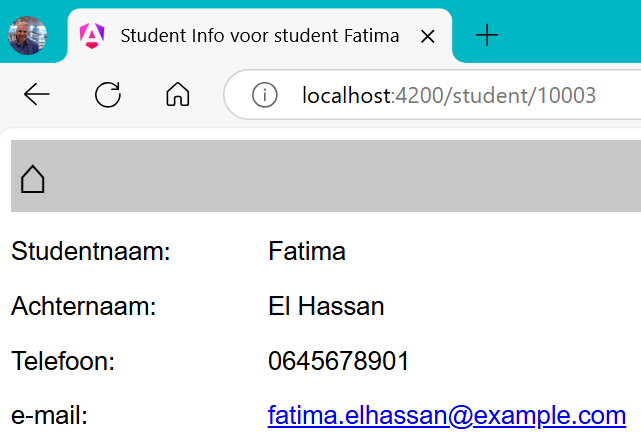 Student Info voor student Fatima
localhost:4200/student/10003
Studentnaam: Fatima
Achternaam: El Hassan
Telefoon: 0645678901
e-mail: fatima.elhassan@example.com